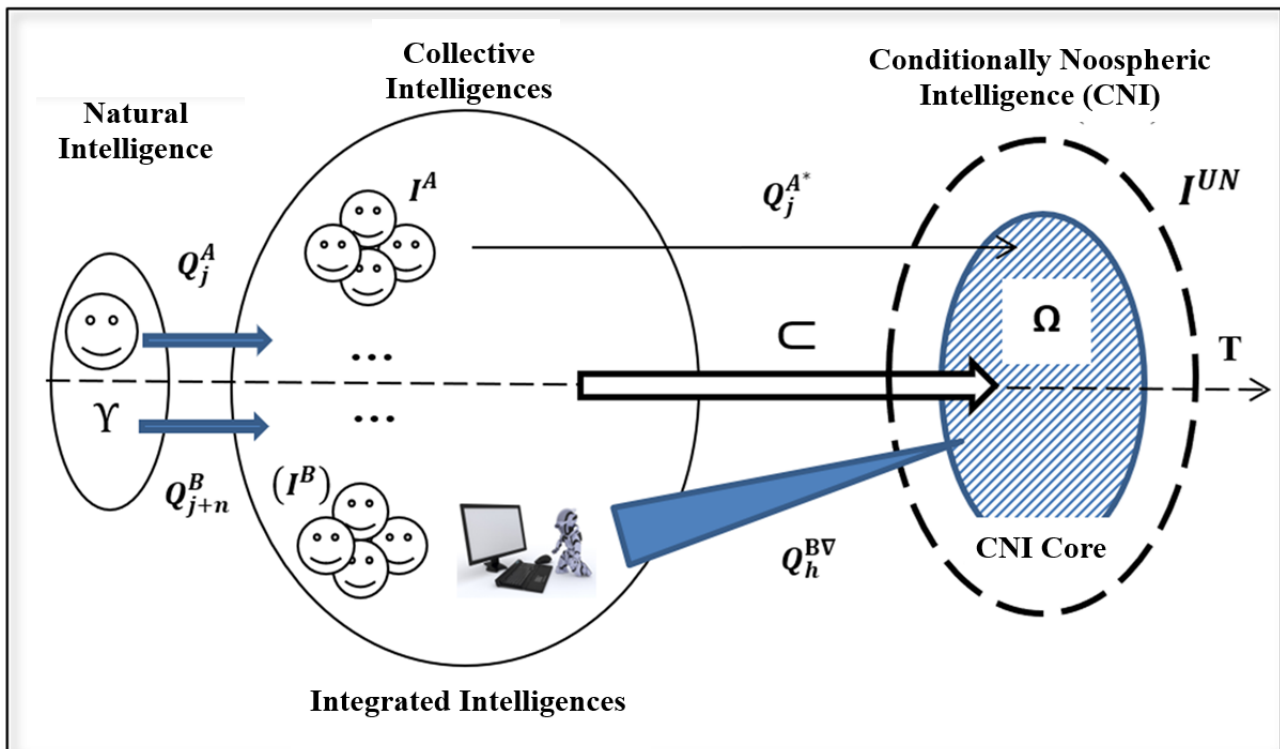 Collective
Intelligences
Conditionally Noospheric
Intelligence (CNI)
Natural
Intelligence
I^A
Q_j^{A*}
I^{UN}
Q_j^A
Ω
⊂
T
...
ϒ
...
Q_{j+n}^B
(I^B)
CNI Core
Q_h^{B∇}
Integrated Intelligences